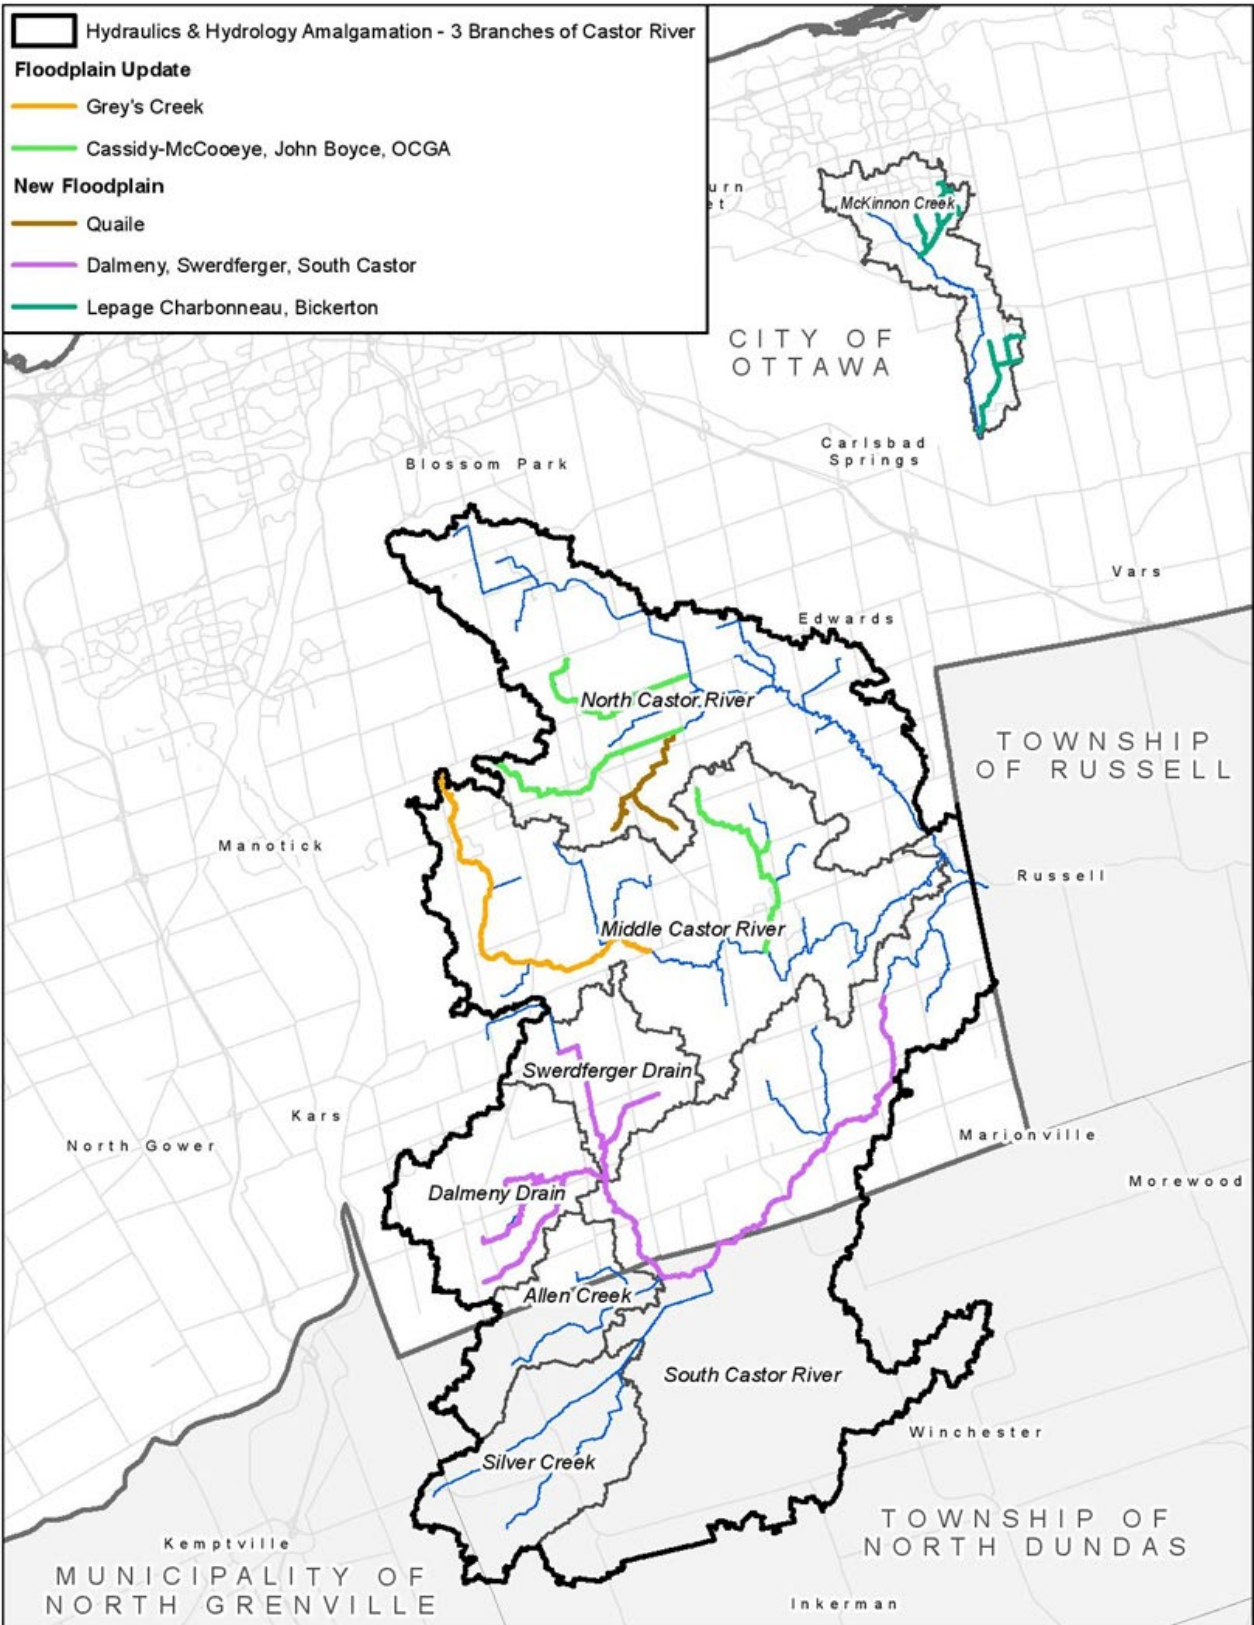 Hydraulics & Hydrology Amalgamation - 3 Branches of Castor River
Floodplain Update
Grey's Creek
Cassidy-McCooeye, John Boyce, OCGA
New Floodplain
Quaile
Dalmeny, Swerdferger, South Castor
Lepage Charbonneau, Bickerton
McKinnon Creek
CITY OF
OTTAWA
Carlsbad
Springs
Blossom Park
Vars
Edwards
North Castor River
TOWNSHIP
OF RUSSELL
Manotick
Russell
Middle Castor River
Swerdferger Drain
Kars
North Gower
Marionville
Morewood
Dalmeny Drain
Allen Creek
South Castor River
Winchester
Silver Creek
TOWNSHIP OF
NORTH DUNDAS
Kemptville
MUNICIPALITY OF
NORTH GRENVILLE
Inkerman